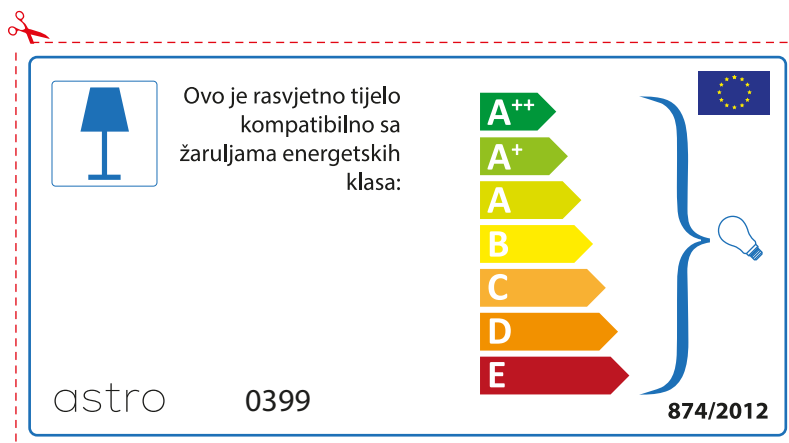 Ovo je rasvjetno tijelo
kompatibilno sa
žaruljama energetskih
klasa:
A++
A+
A
B
C
D
E
astro
0399
874/2012